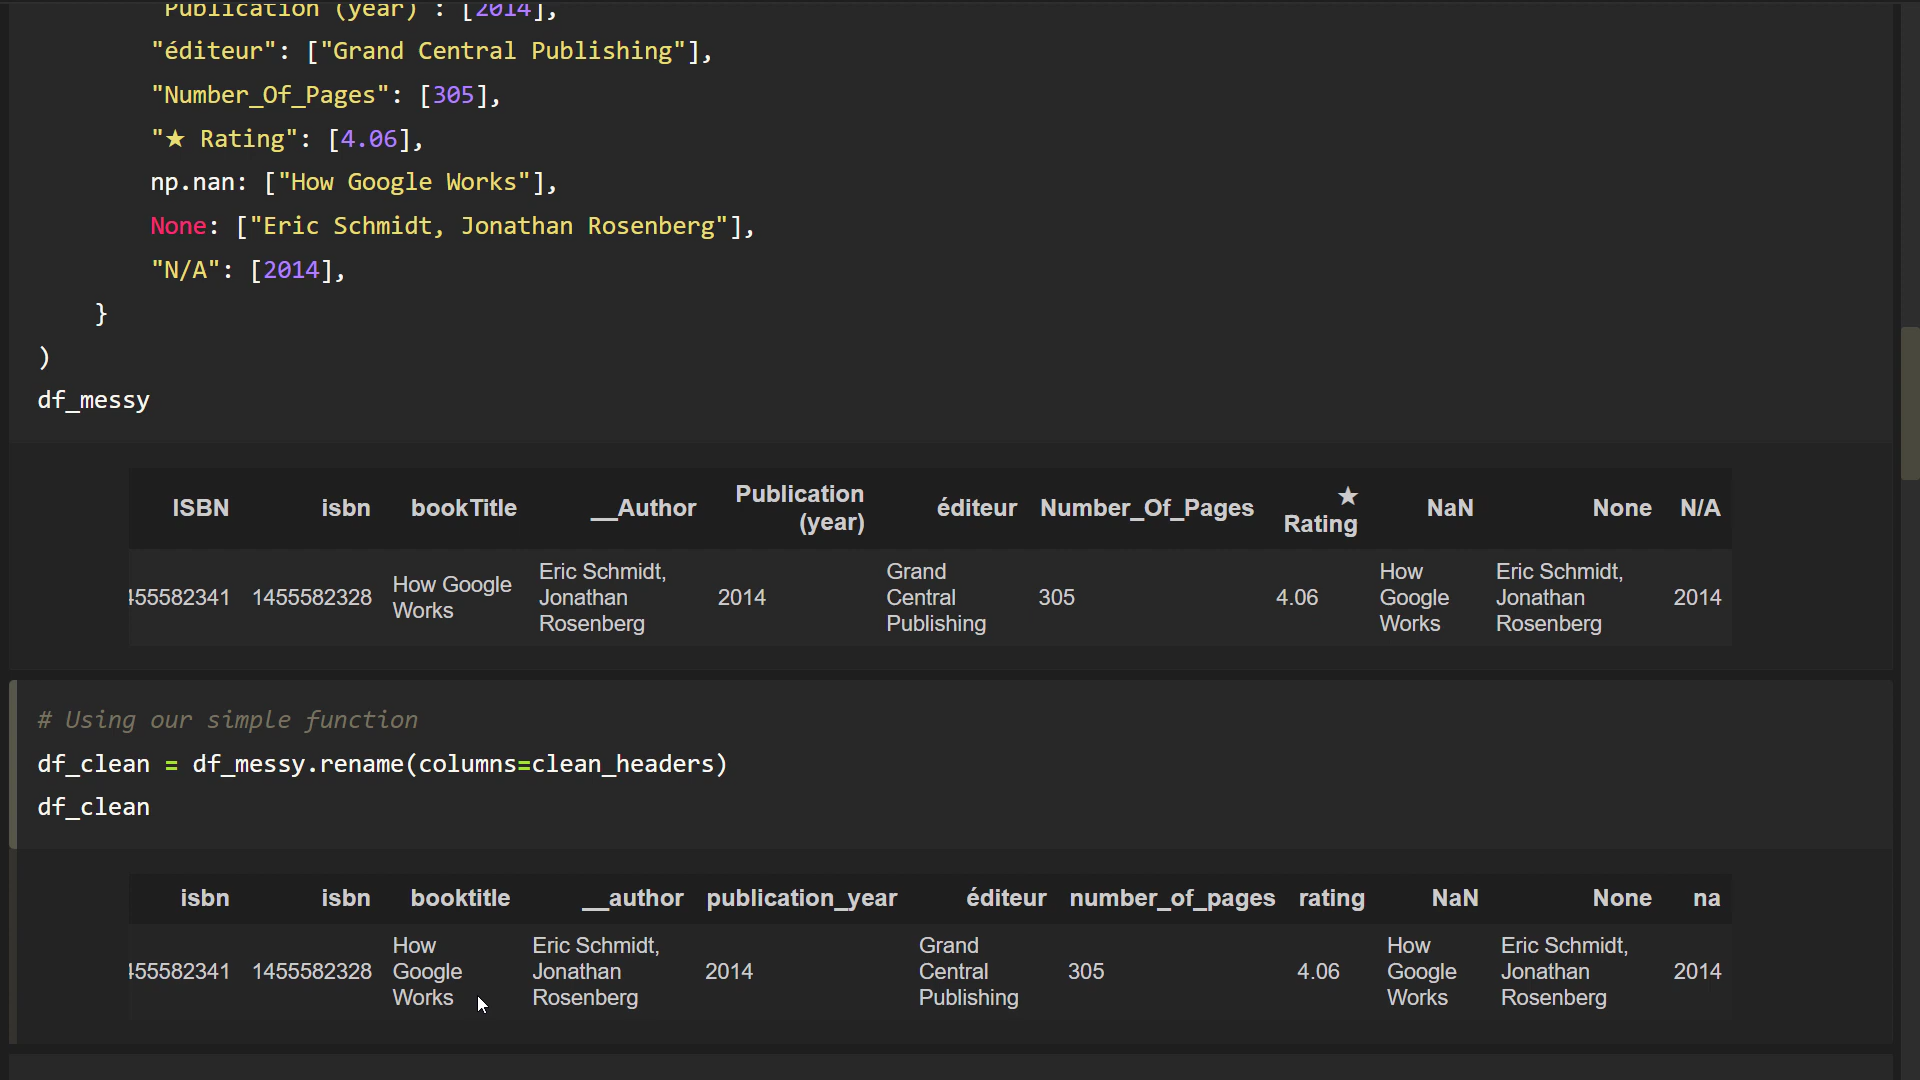 "Publication (year)": [2014],
"éditeur": ["Grand Central Publishing"],
"Number_Of_Pages": [305],
"★ Rating": [4.06],
np.nan: ["How Google Works"],
None: ["Eric Schmidt, Jonathan Rosenberg"],
"N/A": [2014],
}
)
df_messy
ISBN isbn bookTitle __Author Publication (year) éditeur Number_Of_Pages ★ Rating NaN None N/A
455582341 1455582328 How Google Works Eric Schmidt, Jonathan Rosenberg 2014 Grand Central Publishing 305 4.06 How Google Works Eric Schmidt, Jonathan Rosenberg 2014
# Using our simple function
df_clean = df_messy.rename(columns=clean_headers)
df_clean
isbn isbn booktitle __author publication_year éditeur number_of_pages rating NaN None na
455582341 1455582328 How Google Works Eric Schmidt, Jonathan Rosenberg 2014 Grand Central Publishing 305 4.06 How Google Works Eric Schmidt, Jonathan Rosenberg 2014